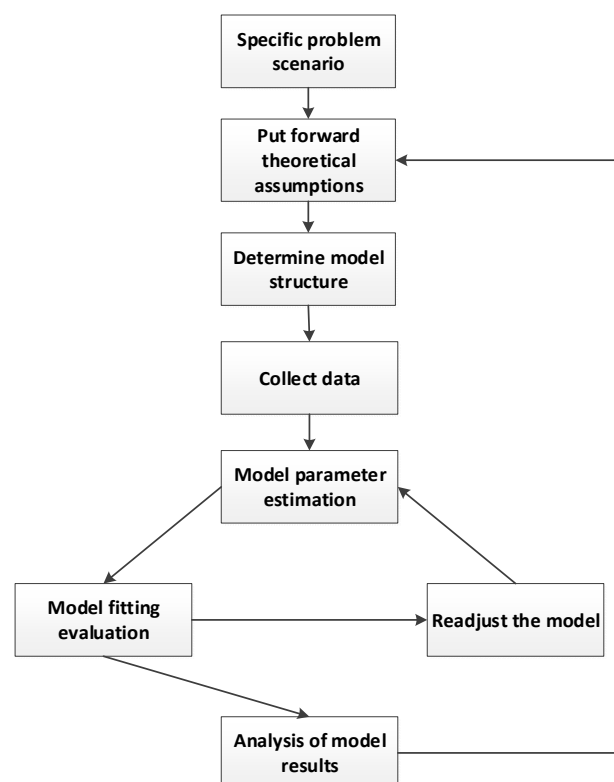 Specific problem
scenario
Put forward
theoretical
assumptions
Determine model
structure
Collect data
Model parameter
estimation
Model fitting
evaluation
Readjust the model
Analysis of model
results